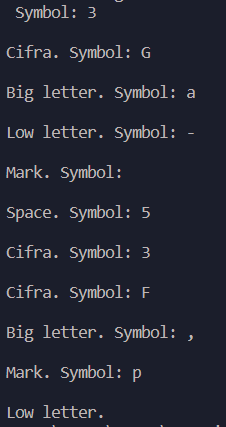 Symbol: 3
Cifra. Symbol: G
Big letter. Symbol: a
Low letter. Symbol: -
Mark. Symbol:
Space. Symbol: 5
Cifra. Symbol: 3
Cifra. Symbol: F
Big letter. Symbol: ,
Mark. Symbol: p
Low letter.